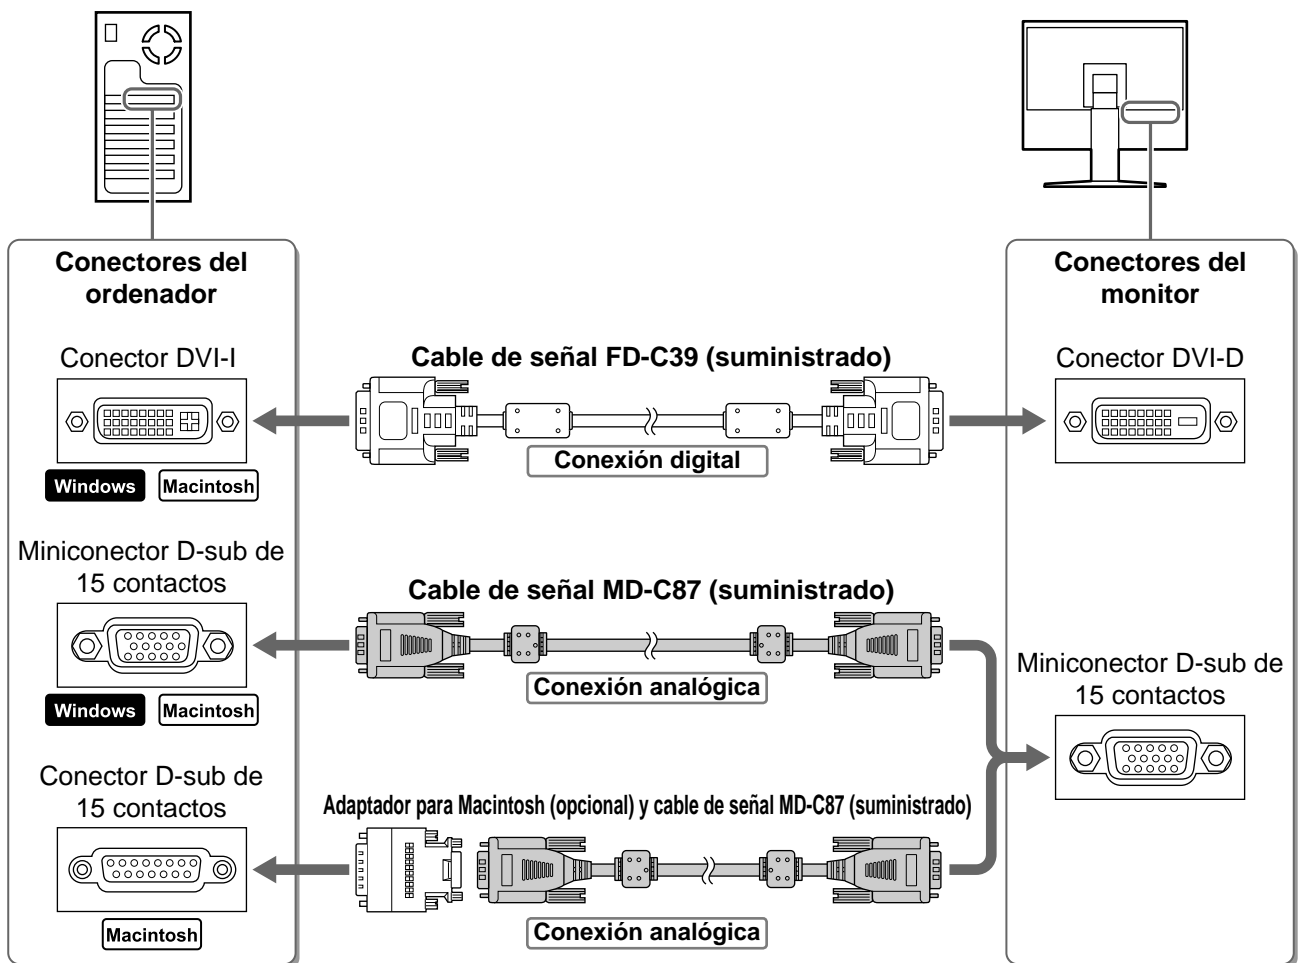 Conectores del
ordenador
Conector DVI-I
Windows Macintosh
Miniconector D-sub de
15 contactos
Windows Macintosh
Conector D-sub de
15 contactos
Macintosh
Cable de señal FD-C39 (suministrado)
Conexión digital
Cable de señal MD-C87 (suministrado)
Conexión analógica
Adaptador para Macintosh (opcional) y cable de señal MD-C87 (suministrado)
Conexión analógica
Conectores del
monitor
Conector DVI-D
Miniconector D-sub de
15 contactos